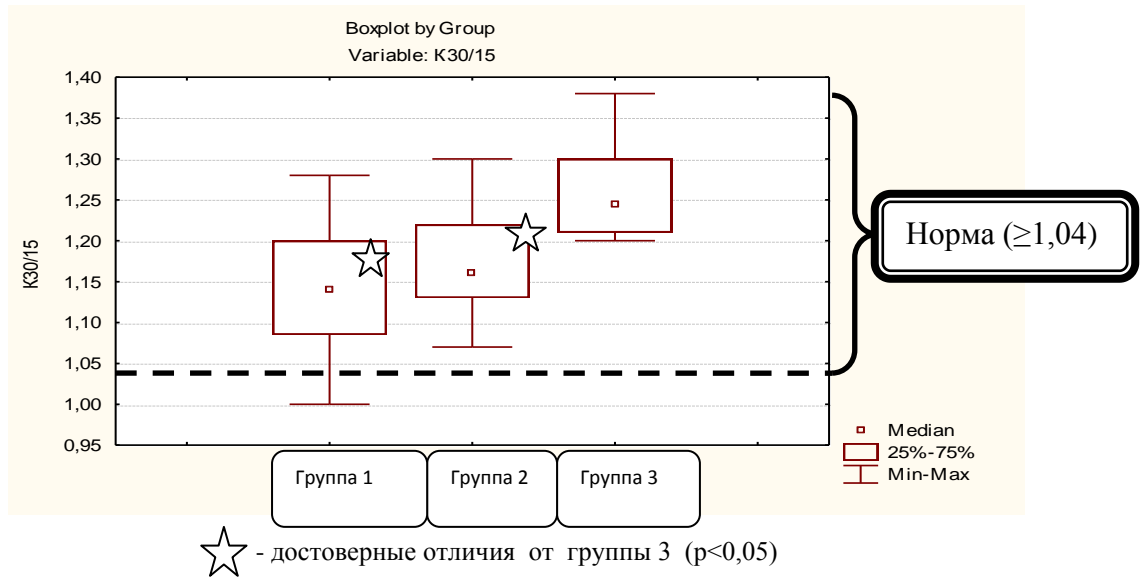 Boxplot by Group
Variable: K30/15
1,40
1,35
1,30
1,25
1,20
1,15
1,10
1,05
1,00
0,95
K30/15
Норма (≥1,04)
Median
25%-75%
Min-Max
Группа 1
Группа 2
Группа 3
- достоверные отличия от группы 3 (p<0,05)